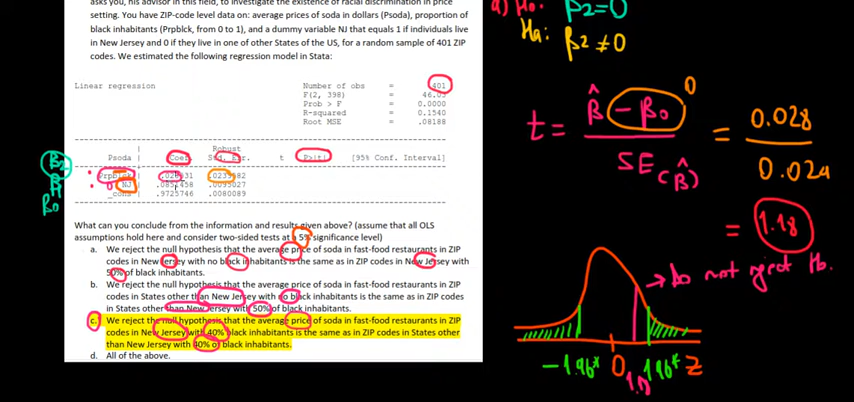 asks you, his advisor in this field, to investigate the existence of racial discrimination in price
setting. You have ZIP-code level data on: average prices of soda in dollars (Psoda), proportion of
black inhabitants (Prpblck, from 0 to 1), and a dummy variable NJ that equals 1 if individuals live
in New Jersey and 0 if they live in one of other States of the US, for a random sample of 401 ZIP
codes. We estimated the following regression model in Stata:
Linear regression
Number of obs = 401
F(2, 398) = 46.05
Prob > F = 0.0000
R-squared = 0.1540
Root MSE = .08188
Robust
Psoda | Coef. Std. Err. t P>|t| [95% Conf. Interval]
Prpblck
NJ
_cons | .9725746 .0080089
β0
What can you conclude from the information and results given above? (assume that all OLS
assumptions hold here and consider two-sided tests at a 5% significance level)
a. We reject the null hypothesis that the average price of soda in fast-food restaurants in ZIP
codes in New Jersey with no black inhabitants is the same as in ZIP codes in New Jersey with
50% of black inhabitants.
b. We reject the null hypothesis that the average price of soda in fast-food restaurants in ZIP
codes in States other than New Jersey with no black inhabitants is the same as in ZIP codes
in States other than New Jersey with 50% of black inhabitants.
c. We reject the null hypothesis that the average price of soda in fast-food restaurants in ZIP
codes in New Jersey with 40% black inhabitants is the same as in ZIP codes in States other
than New Jersey with 40% of black inhabitants.
d. All of the above.
a) Ho: β2=0
Ha: β2≠0
t = β̂ - β0 / SE(β̂) = 0.028 / 0.024
0
= 1.18
→ Do not reject Ho.
-1.96* 0 1.18 1.96* Z